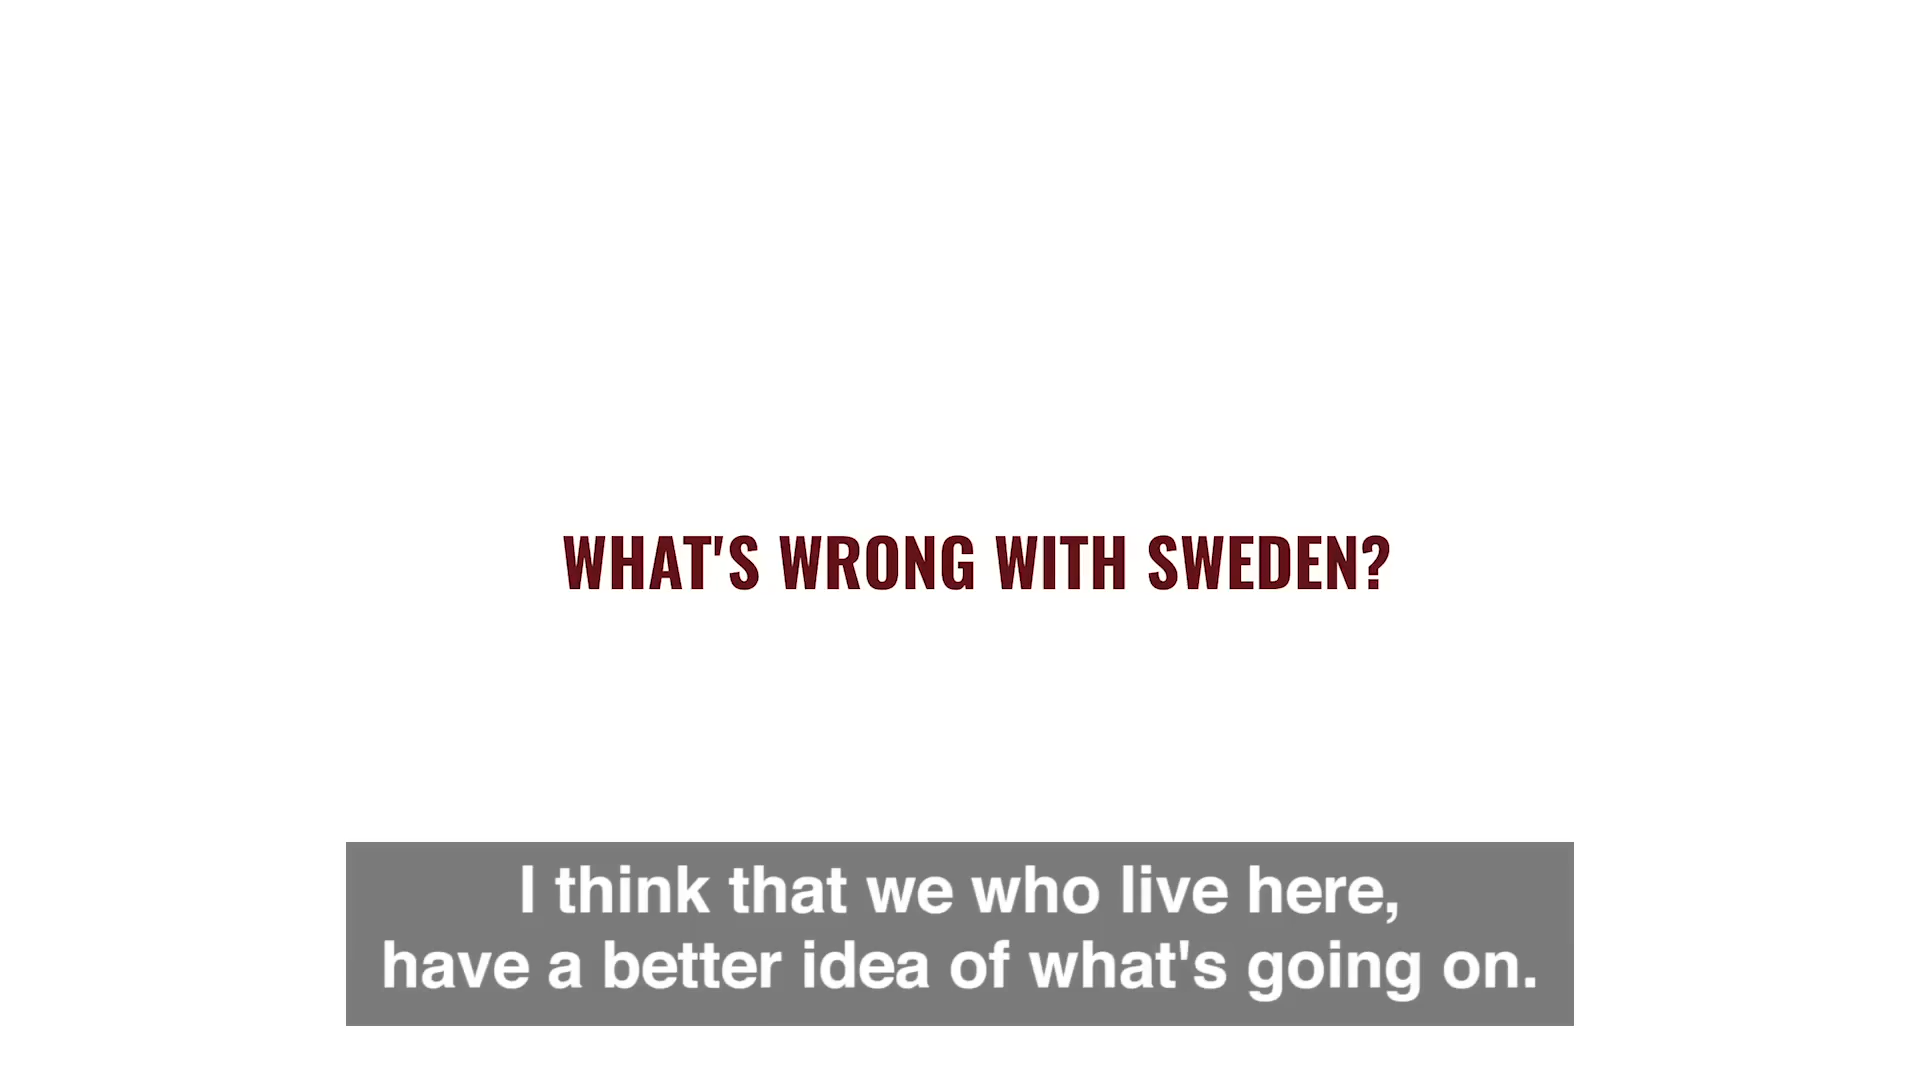 WHAT'S WRONG WITH SWEDEN?
I think that we who live here,
have a better idea of what's going on.